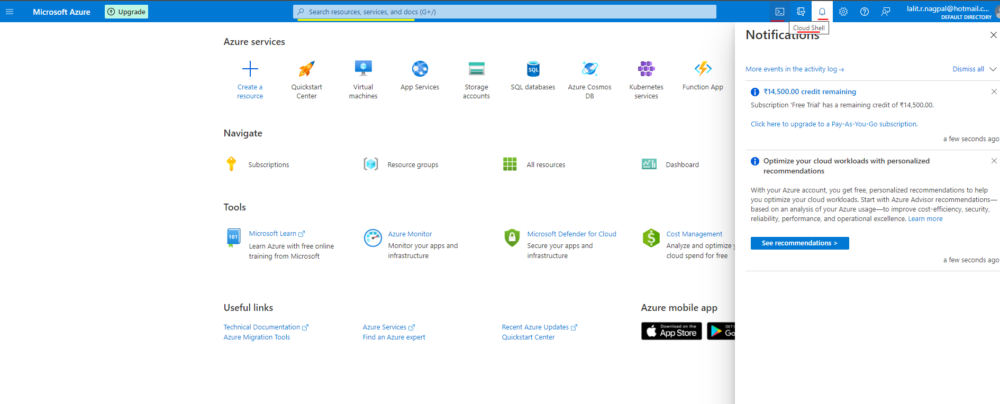 Microsoft Azure
Upgrade
Search resources, services, and docs (G+/)
lalit.r.nagpal@hotmail.c...
DEFAULT DIRECTORY
Cloud Shell
Azure services
Create a
resource
Quickstart
Center
Virtual
machines
App Services
Storage
accounts
SQL
SQL databases
Azure Cosmos
DB
Kubernetes
services
Function App
Navigate
Subscriptions
Resource groups
All resources
Dashboard
Tools
101
Microsoft Learn
Learn Azure with free online
training from Microsoft
Azure Monitor
Monitor your apps and
infrastructure
Microsoft Defender for Cloud
Secure your apps and
infrastructure
Cost Management
Analyze and optimize
cloud spend for free
Useful links
Technical Documentation
Azure Migration Tools
Azure Services
Find an Azure expert
Recent Azure Updates
Quickstart Center
Azure mobile app
Download on the
App Store
GET I
Go
Notifications
More events in the activity log→
Dismiss all
₹14,500.00 credit remaining
Subscription 'Free Trial' has a remaining credit of ₹14,500.00.
Click here to upgrade to a Pay-As-You-Go subscription.
a few seconds ago
Optimize your cloud workloads with personalized
recommendations
With your Azure account, you get free, personalized recommendations to help
you optimize your cloud workloads. Start with Azure Advisor recommendations—
based on an analysis of your Azure usage—to improve cost-efficiency, security,
reliability, performance, and operational excellence. Learn more
See recommendations >
a few seconds ago